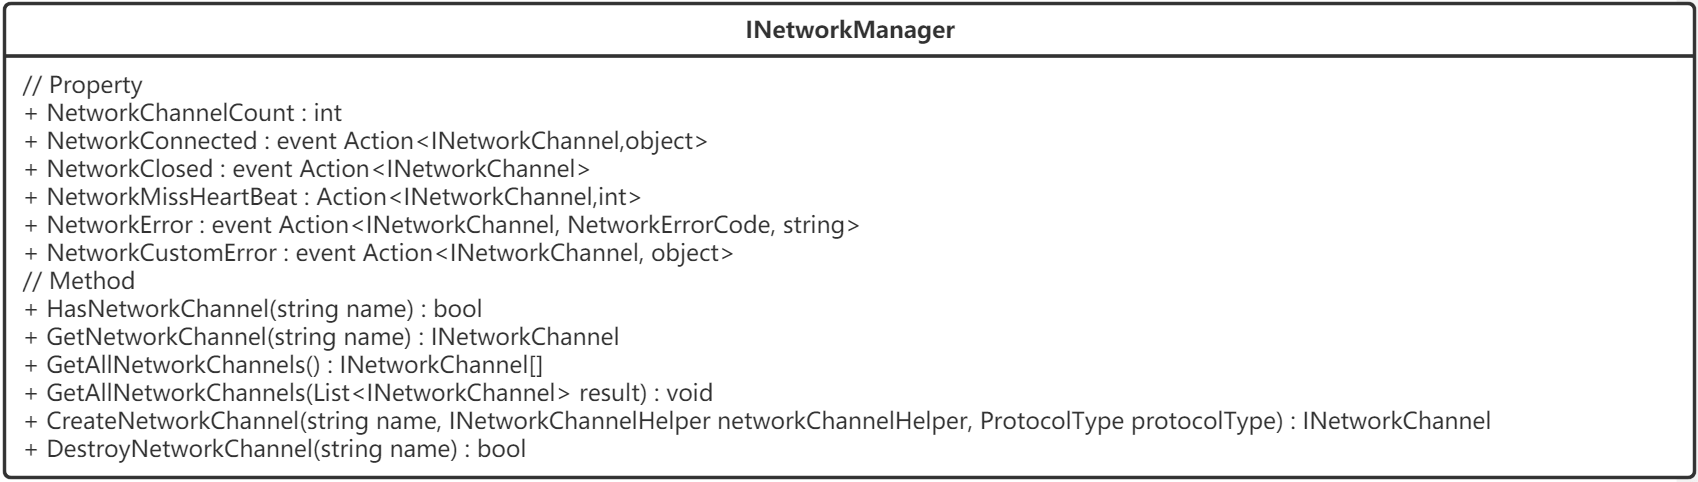 INetworkManager
// Property
+ NetworkChannelCount : int
+ NetworkConnected : event Action<INetworkChannel,object>
+ NetworkClosed : event Action<INetworkChannel>
+ NetworkMissHeartBeat : Action<INetworkChannel,int>
+ NetworkError : event Action<INetworkChannel, NetworkErrorCode, string>
+ NetworkCustomError : event Action<INetworkChannel, object>
// Method
+ HasNetworkChannel(string name) : bool
+ GetNetworkChannel(string name) : INetworkChannel
+ GetAllNetworkChannels() : INetworkChannel[]
+ GetAllNetworkChannels(List<INetworkChannel> result) : void
+ CreateNetworkChannel(string name, INetworkChannelHelper networkChannelHelper, ProtocolType protocolType) : INetworkChannel
+ DestroyNetworkChannel(string name) : bool